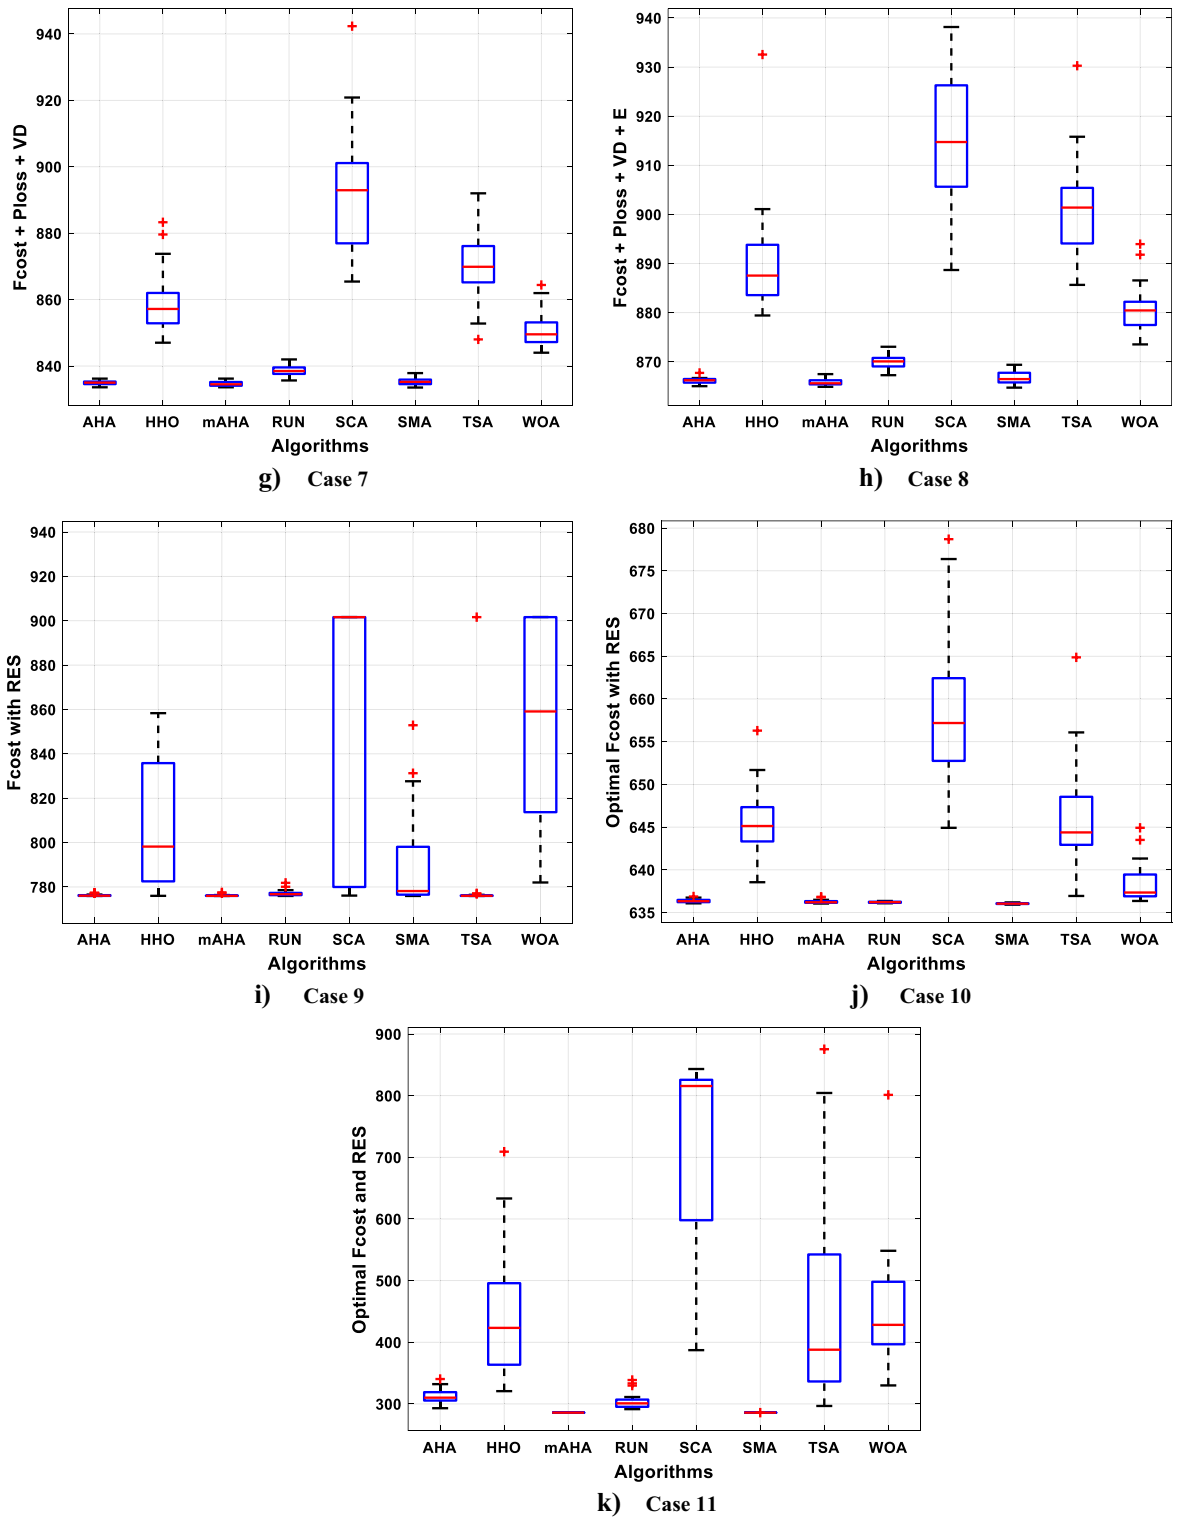 940
920
900
880
860
840
Fcost + Ploss + VD
AHA HHO mAHA RUN SCA SMA TSA WOA
Algorithms
g) Case 7
940
930
920
910
900
890
880
870
Fcost + Ploss + VD + E
AHA HHO mAHA RUN SCA SMA TSA WOA
Algorithms
h) Case 8
940
920
900
880
860
840
820
800
780
Fcost with RES
AHA HHO mAHA RUN SCA SMA TSA WOA
Algorithms
i) Case 9
680
675
670
665
660
655
650
645
640
635
Optimal Fcost with RES
AHA HHO mAHA RUN SCA SMA TSA WOA
Algorithms
j) Case 10
900
800
700
600
500
400
300
Optimal Fcost and RES
AHA HHO mAHA RUN SCA SMA TSA WOA
Algorithms
k) Case 11